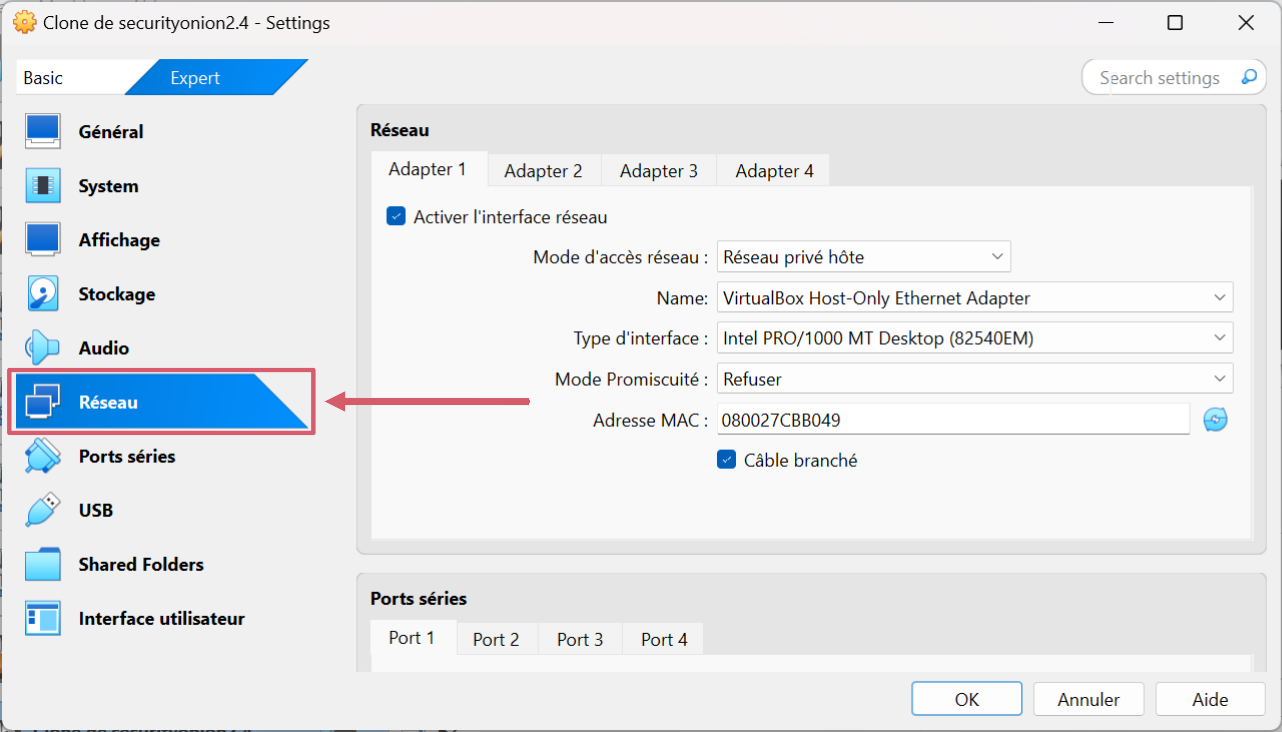 Clone de securityonion2.4 - Settings
Basic
Expert
Search settings
Général
System
Affichage
Stockage
Audio
Réseau
Ports séries
USB
Shared Folders
Interface utilisateur
Réseau
Adapter 1 Adapter 2 Adapter 3 Adapter 4
Activer l'interface réseau
Mode d'accès réseau : Réseau privé hôte
Name: VirtualBox Host-Only Ethernet Adapter
Type d'interface : Intel PRO/1000 MT Desktop (82540EM)
Mode Promiscuité : Refuser
Adresse MAC : 080027CBB049
Câble branché
Ports séries
Port 1 Port 2 Port 3 Port 4
OK Annuler Aide